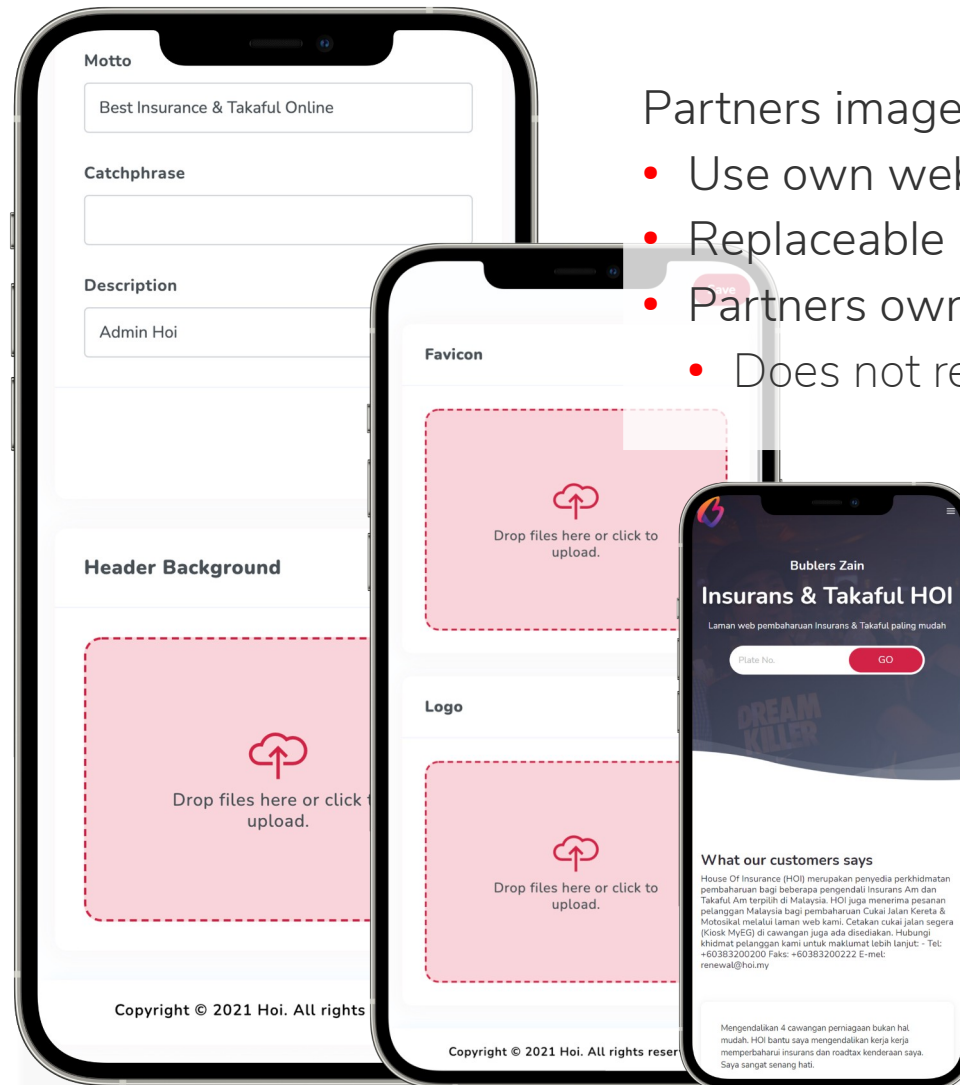 Motto
Best Insurance & Takaful Online
Catchphrase
Description
Admin Hoi
Header Background
Drop files here or click
upload.
Copyright © 2021 Hoi. All rights
Save
Favicon
Drop files here or click to
upload.
Logo
Drop files here or click to
upload.
Copyright © 2021 Hoi. All rights reser
Partners image
• Use own web
• Replaceable
• Partners own
• Does not re
Bublers Zain
Insurans & Takaful HOI
Laman web pembaharuan Insurans & Takaful paling mudah
Plate No.
GO
DREAM
KILLER
What our customers says
House Of Insurance (HOI) merupakan penyedia perkhidmatan
pembaharuan bagi beberapa pengendali Insurans Am dan
Takaful Am terpilih di Malaysia. HOI juga menerima pesanan
pelanggan Malaysia bagi pembaharuan Cukai Jalan Kereta &
Motosikal melalui laman web kami. Cetakan cukai jalan segera
(Kiosk MyEG) di cawangan juga ada disediakan. Hubungi
khidmat pelanggan kami untuk maklumat lebih lanjut: - Tel:
+60383200200 Faks: +60383200222 E-mel:
renewal@hoi.my
Mengendalikan 4 cawangan perniagaan bukan hal
mudah. HOI bantu saya mengendalikan kerja kerja
memperbaharui insurans dan roadtax kenderaan saya.
Saya sangat senang hati.